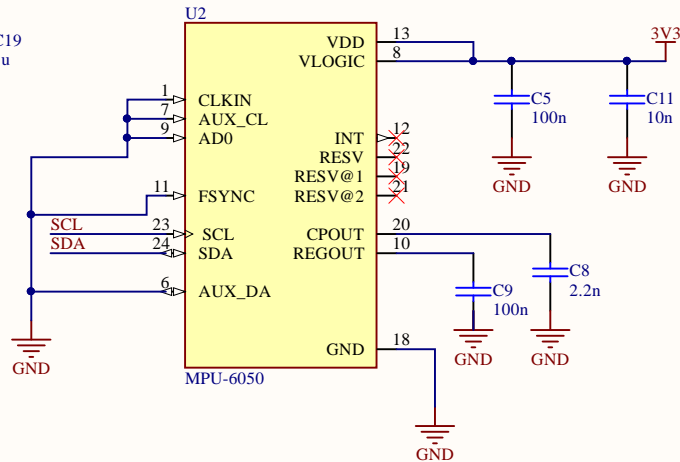 U2
C19
u
VDD 13
3V3
VLOGIC 8
1 CLKIN
C5
C11
7 AUX_CL
100n
10n
9 AD0
INT 12
RESV 22
RESV@1 19
GND
GND
11 FSYNC
RESV@2 21
SCL 23 SCL
CPOUT 20
SDA 24 SDA
REGOUT 10
C8
6 AUX_DA
C9
2.2n
100n
GND 18
GND
GND
GND
MPU-6050
GND